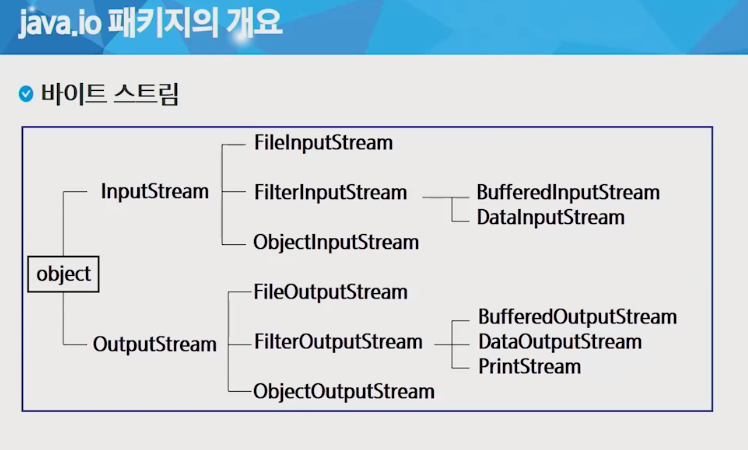 java.io 패키지의 개요
바이트 스트림
FileInputStream
InputStream
FilterInputStream
BufferedInputStream
DataInputStream
ObjectInputStream
object
FileOutputStream
OutputStream
FilterOutputStream
BufferedOutputStream
DataOutputStream
PrintStream
ObjectOutputStream